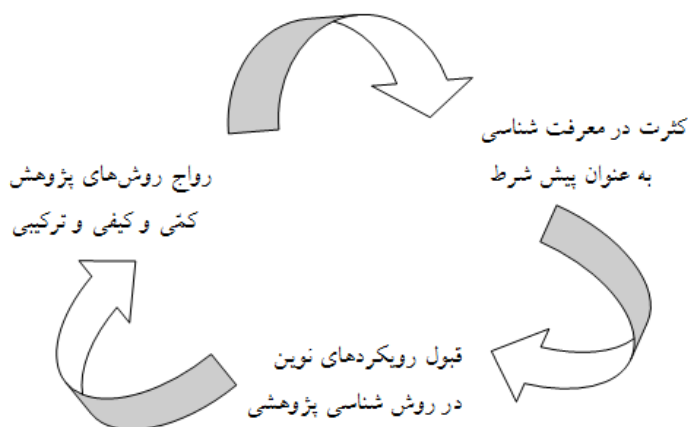 کثرت در معرفت شناسی
به عنوان پیش شرط
رواج روش‌های پژوهش
کمّی و کیفی و ترکیبی
قبول رویکردهای نوین
در روش شناسی پژوهشی